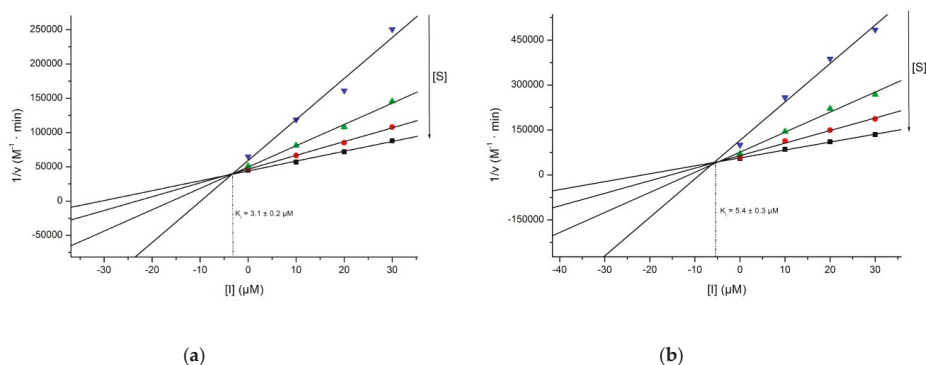 250000
200000
150000
100000
50000
0
-50000
-30 -20 -10 0 10 20 30
1/v (M⁻¹ · min)
[I] (µM)
[S]
Kᵢ = 3.1 ± 0.2 µM
(a)
450000
300000
150000
0
-150000
-40 -30 -20 -10 0 10 20 30
1/v (M⁻¹ · min)
[I] (µM)
[S]
Kᵢ = 5.4 ± 0.3 µM
(b)